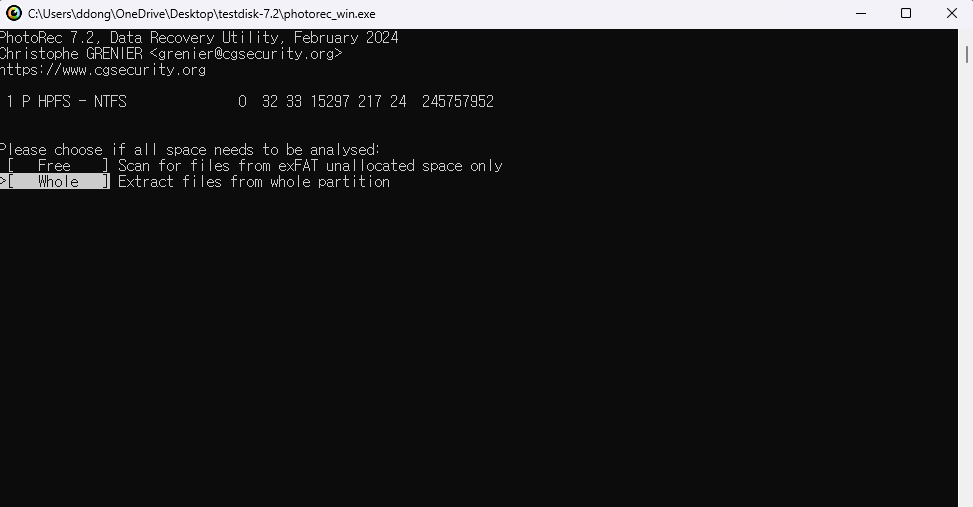 C:\Users\ddong\OneDrive\Desktop\testdisk-7.2\photorec_win.exe
PhotoRec 7.2, Data Recovery Utility, February 2024
Christophe GRENIER <grenier@cgsecurity.org>
https://www.cgsecurity.org
1 P HPFS - NTFS 0 32 33 15297 217 24 245757952
Please choose if all space needs to be analysed:
[ Free ] Scan for files from exFAT unallocated space only
>[ Whole ] Extract files from whole partition